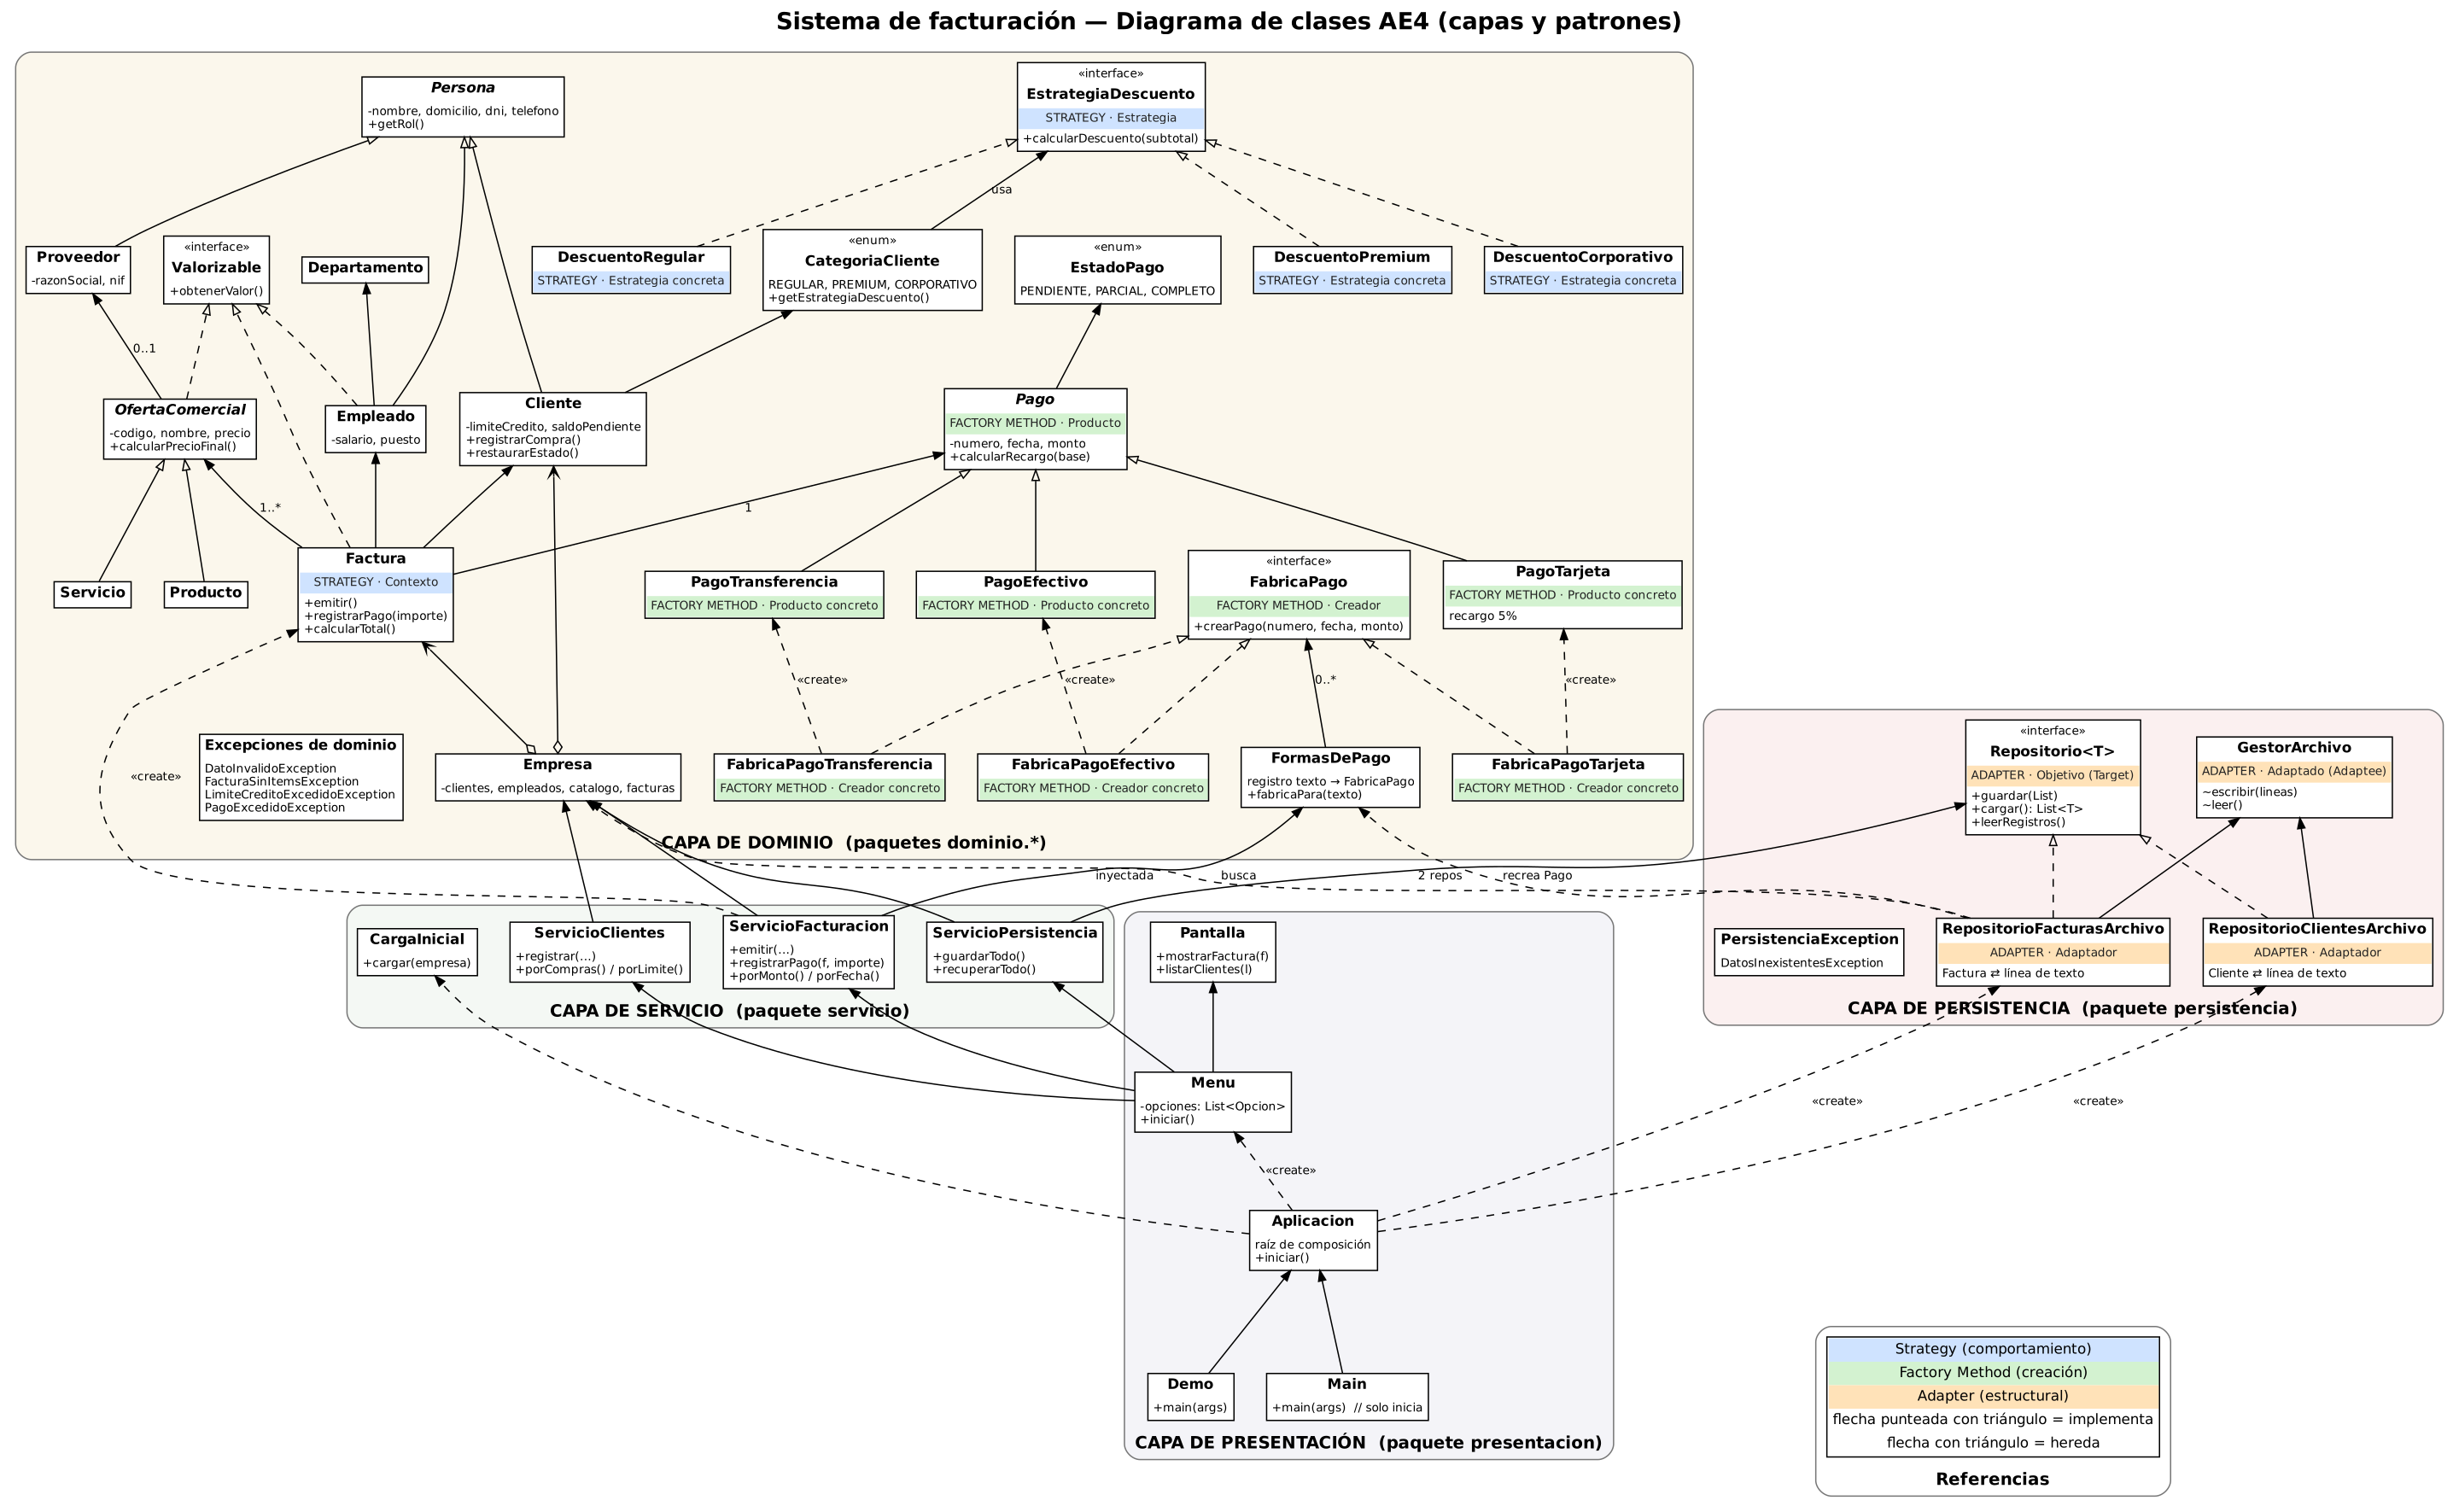 Sistema de facturación — Diagrama de clases AE4 (capas y patrones)
Persona
-nombre, domicilio, dni, telefono
+getRol()
«interface»
EstrategiaDescuento
STRATEGY · Estrategia
+calcularDescuento(subtotal)
usa
Proveedor
-razonSocial, nif
«interface»
Valorizable
+obtenerValor()
Departamento
DescuentoRegular
STRATEGY · Estrategia concreta
«enum»
CategoriaCliente
REGULAR, PREMIUM, CORPORATIVO
+getEstrategiaDescuento()
«enum»
EstadoPago
PENDIENTE, PARCIAL, COMPLETO
DescuentoPremium
STRATEGY · Estrategia concreta
DescuentoCorporativo
STRATEGY · Estrategia concreta
0..1
OfertaComercial
-codigo, nombre, precio
+calcularPrecioFinal()
Empleado
-salario, puesto
Cliente
-limiteCredito, saldoPendiente
+registrarCompra()
+restaurarEstado()
Pago
FACTORY METHOD · Producto
-numero, fecha, monto
+calcularRecargo(base)
1..*
1
Servicio
Producto
Factura
STRATEGY · Contexto
+emitir()
+registrarPago(importe)
+calcularTotal()
PagoTransferencia
FACTORY METHOD · Producto concreto
PagoEfectivo
FACTORY METHOD · Producto concreto
«interface»
FabricaPago
FACTORY METHOD · Creador
+crearPago(numero, fecha, monto)
PagoTarjeta
FACTORY METHOD · Producto concreto
recargo 5%
«create»
«create»
0..*
«create»
Excepciones de dominio
DatoInvalidoException
FacturaSinItemsException
LimiteCreditoExcedidoException
PagoExcedidoException
«create»
Empresa
-clientes, empleados, catalogo, facturas
FabricaPagoTransferencia
FACTORY METHOD · Creador concreto
FabricaPagoEfectivo
FACTORY METHOD · Creador concreto
FormasDePago
registro texto → FabricaPago
+fabricaPara(texto)
FabricaPagoTarjeta
FACTORY METHOD · Creador concreto
CAPA DE DOMINIO (paquetes dominio.*)
«interface»
Repositorio<T>
ADAPTER · Objetivo (Target)
+guardar(List)
+cargar(): List<T>
+leerRegistros()
GestorArchivo
ADAPTER · Adaptado (Adaptee)
~escribir(lineas)
~leer()
inyectada
busca
2 repos
recrea Pago
CargaInicial
+cargar(empresa)
ServicioClientes
+registrar(...)
+porCompras() / porLimite()
ServicioFacturacion
+emitir(...)
+registrarPago(f, importe)
+porMonto() / porFecha()
ServicioPersistencia
+guardarTodo()
+recuperarTodo()
CAPA DE SERVICIO (paquete servicio)
Pantalla
+mostrarFactura(f)
+listarClientes(l)
PersistenciaException
DatosInexistentesException
RepositorioFacturasArchivo
ADAPTER · Adaptador
Factura ⇄ línea de texto
RepositorioClientesArchivo
ADAPTER · Adaptador
Cliente ⇄ línea de texto
CAPA DE PERSISTENCIA (paquete persistencia)
Menu
-opciones: List<Opcion>
+iniciar()
«create»
«create»
«create»
Aplicacion
raíz de composición
+iniciar()
Demo
+main(args)
Main
+main(args) // solo inicia
CAPA DE PRESENTACIÓN (paquete presentacion)
Strategy (comportamiento)
Factory Method (creación)
Adapter (estructural)
flecha punteada con triángulo = implementa
flecha con triángulo = hereda
Referencias